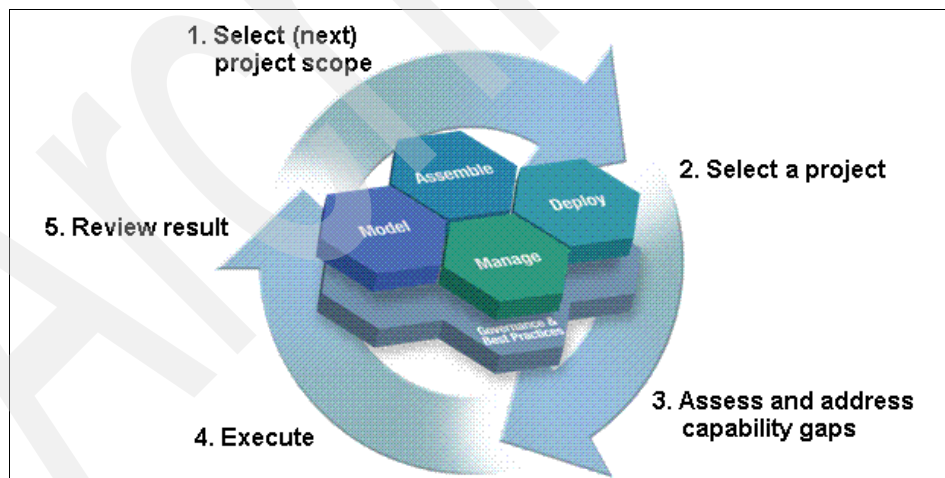 1. Select (next)
project scope
2. Select a project
Assemble
Deploy
Model
Manage
5. Review result
Governance &
Best Practices
3. Assess and address
capability gaps
4. Execute